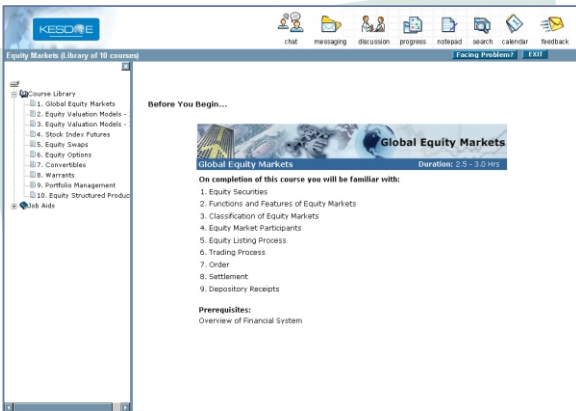 KESDEE
chat messaging discussion progress notepad search calendar feedback
Equity Markets (Library of 10 courses)
Facing Problem? EXIT
Course Library
1. Global Equity Markets
2. Equity Valuation Models -
3. Equity Valuation Models -
4. Stock Index Futures
5. Equity Swaps
6. Equity Options
7. Convertibles
8. Warrants
9. Portfolio Management
10. Equity Structured Produc
Job Aids
Before You Begin...
Global Equity Markets
Global Equity Markets Duration: 2.5 - 3.0 Hrs
On completion of this course you will be familiar with:
1. Equity Securities
2. Functions and Features of Equity Markets
3. Classification of Equity Markets
4. Equity Market Participants
5. Equity Listing Process
6. Trading Process
7. Order
8. Settlement
9. Depository Receipts
Prerequisites:
Overview of Financial System